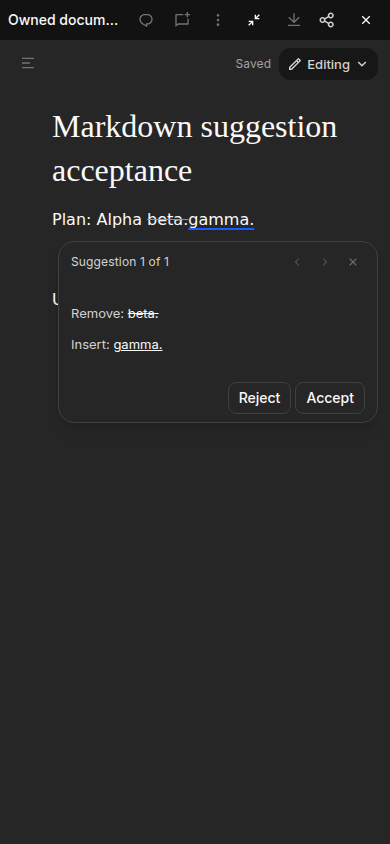 Owned docum...
Saved
Editing
Markdown suggestion
acceptance
Plan: Alpha beta.gamma.
Suggestion 1 of 1
Remove: beta.
Insert: gamma.
Reject
Accept